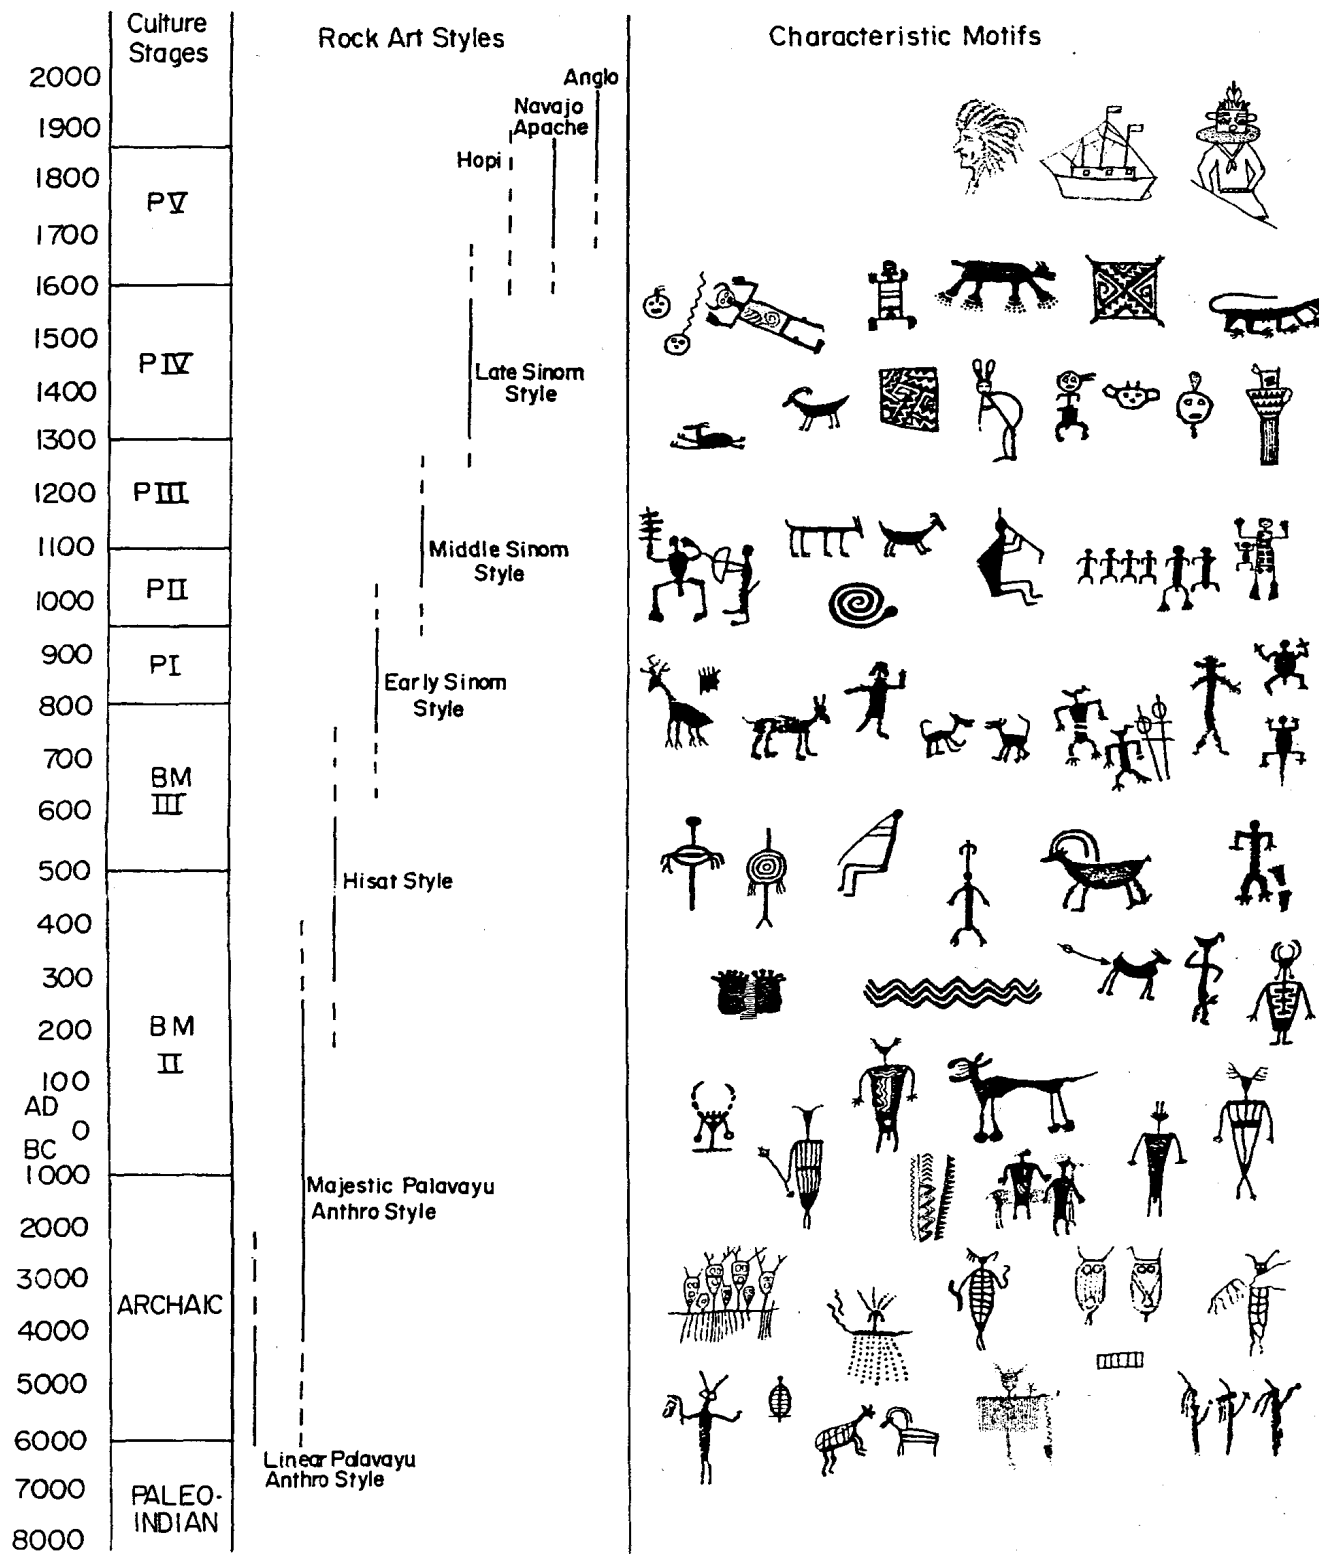 Culture
Stages
Rock Art Styles
Characteristic Motifs
2000
1900
1800
1700
1600
1500
1400
1300
1200
1100
1000
900
800
700
600
500
400
300
200
100
AD
0
BC
1000
2000
3000
4000
5000
6000
7000
8000
PV
PIV
PIII
PII
PI
BM
III
BM
II
ARCHAIC
PALEO-
INDIAN
Anglo
Navajo
Apache
Hopi
Late Sinom
Style
Middle Sinom
Style
Early Sinom
Style
Hisat Style
Majestic Palavayu
Anthro Style
Linear Palavayu
Anthro Style